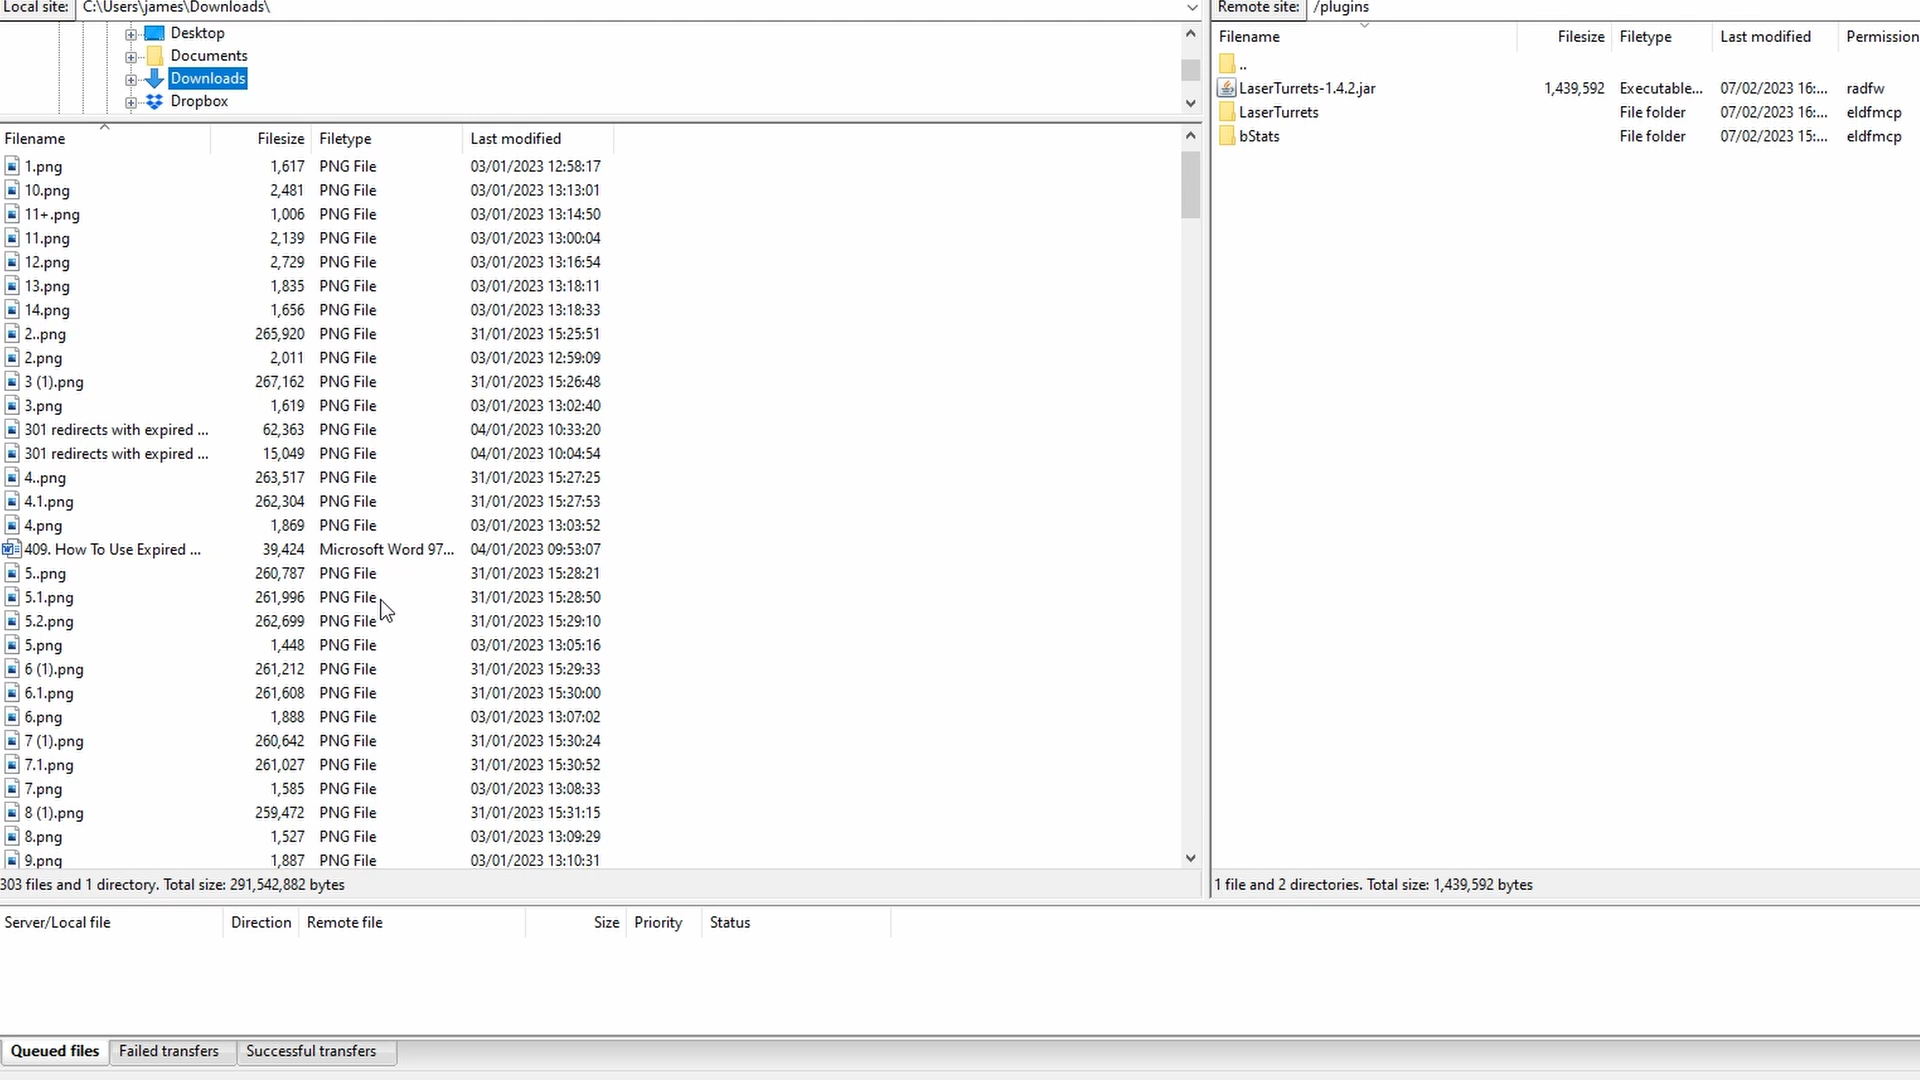 Local site: C:\Users\james\Downloads\
Desktop
Documents
Downloads
Dropbox
Filename Filesize Filetype Last modified
1.png 1,617 PNG File 03/01/2023 12:58:17
10.png 2,481 PNG File 03/01/2023 13:13:01
11+.png 1,006 PNG File 03/01/2023 13:14:50
11.png 2,139 PNG File 03/01/2023 13:00:04
12.png 2,729 PNG File 03/01/2023 13:16:54
13.png 1,835 PNG File 03/01/2023 13:18:11
14.png 1,656 PNG File 03/01/2023 13:18:33
2..png 265,920 PNG File 31/01/2023 15:25:51
2.png 2,011 PNG File 03/01/2023 12:59:09
3 (1).png 267,162 PNG File 31/01/2023 15:26:48
3.png 1,619 PNG File 03/01/2023 13:02:40
301 redirects with expired ... 62,363 PNG File 04/01/2023 10:33:20
301 redirects with expired ... 15,049 PNG File 04/01/2023 10:04:54
4..png 263,517 PNG File 31/01/2023 15:27:25
4.1.png 262,304 PNG File 31/01/2023 15:27:53
4.png 1,869 PNG File 03/01/2023 13:03:52
409. How To Use Expired ... 39,424 Microsoft Word 97... 04/01/2023 09:53:07
5..png 260,787 PNG File 31/01/2023 15:28:21
5.1.png 261,996 PNG File 31/01/2023 15:28:50
5.2.png 262,699 PNG File 31/01/2023 15:29:10
5.png 1,448 PNG File 03/01/2023 13:05:16
6 (1).png 261,212 PNG File 31/01/2023 15:29:33
6.1.png 261,608 PNG File 31/01/2023 15:30:00
6.png 1,888 PNG File 03/01/2023 13:07:02
7 (1).png 260,642 PNG File 31/01/2023 15:30:24
7.1.png 261,027 PNG File 31/01/2023 15:30:52
7.png 1,585 PNG File 03/01/2023 13:08:33
8 (1).png 259,472 PNG File 31/01/2023 15:31:15
8.png 1,527 PNG File 03/01/2023 13:09:29
9.png 1,887 PNG File 03/01/2023 13:10:31
303 files and 1 directory. Total size: 291,542,882 bytes
Remote site: /plugins
Filename Filesize Filetype Last modified Permission
..
LaserTurrets-1.4.2.jar 1,439,592 Executable... 07/02/2023 16:... radfw
LaserTurrets File folder 07/02/2023 16:... eldfmcp
bStats File folder 07/02/2023 15:... eldfmcp
1 file and 2 directories. Total size: 1,439,592 bytes
Server/Local file Direction Remote file Size Priority Status
Queued files Failed transfers Successful transfers